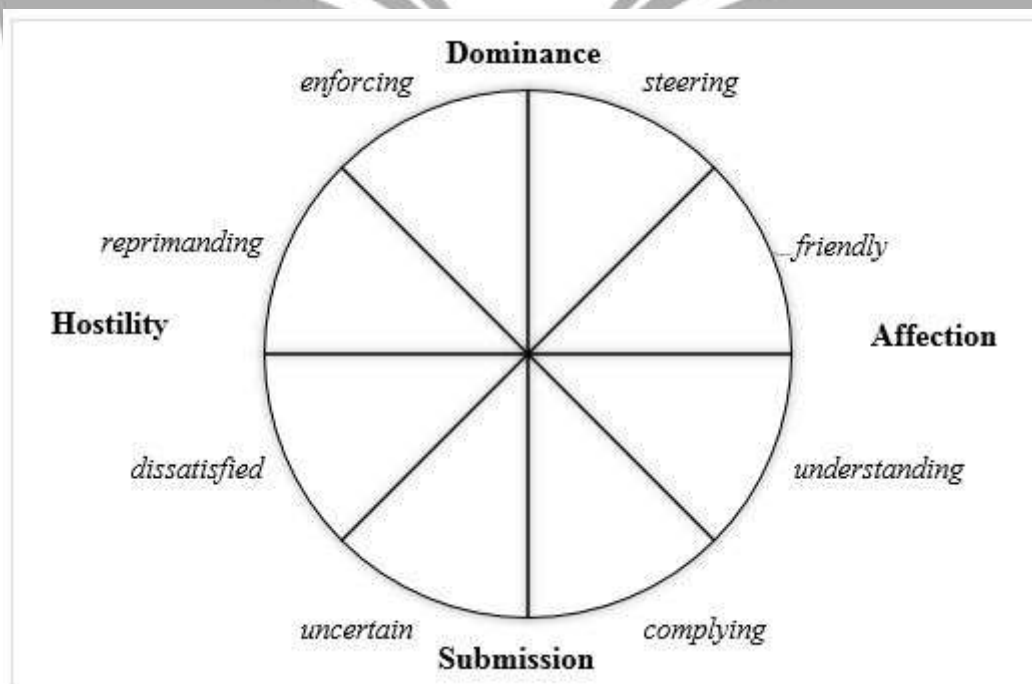 Dominance
enforcing
steering
reprimanding
friendly
Hostility
Affection
dissatisfied
understanding
uncertain
complying
Submission